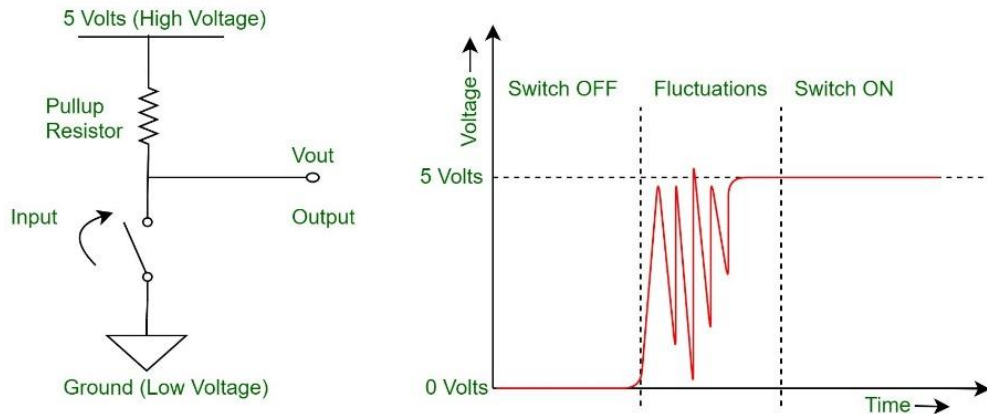 5 Volts (High Voltage)
Pullup
Resistor
Vout
Input
Output
Ground (Low Voltage)
Voltage
Switch OFF
Fluctuations
Switch ON
5 Volts
0 Volts
Time